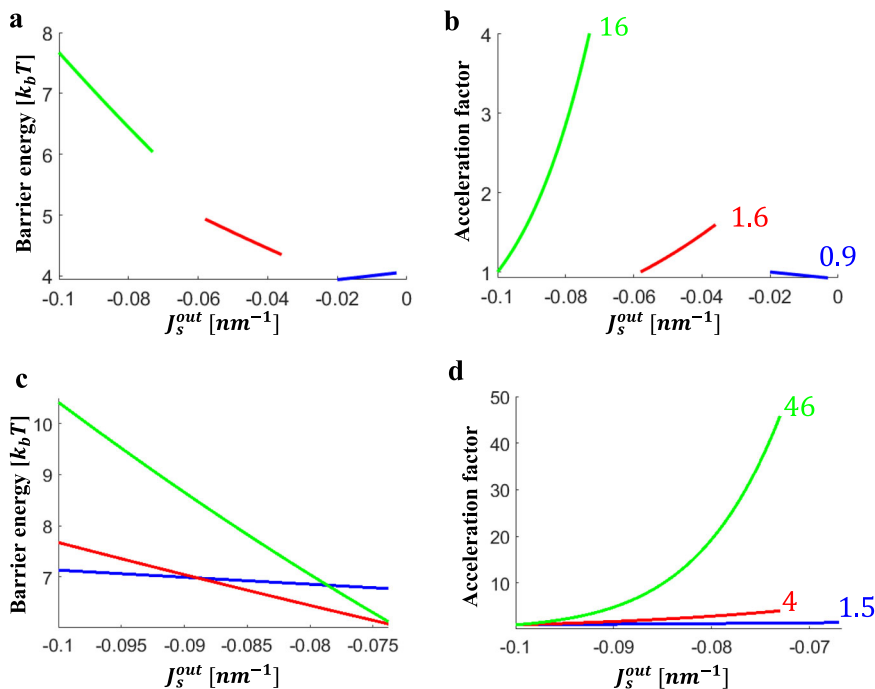 a
8
7
6
5
4
Barrier energy [k_bT]
-0.1 -0.08 -0.06 -0.04 -0.02 0
J_s^{out} [nm^{-1}]
b
4
3
2
1
Acceleration factor
16
1.6
0.9
-0.1 -0.08 -0.06 -0.04 -0.02 0
J_s^{out} [nm^{-1}]
c
10
9
8
7
Barrier energy [k_bT]
-0.1 -0.095 -0.09 -0.085 -0.08 -0.075
J_s^{out} [nm^{-1}]
d
50
40
30
20
10
Acceleration factor
46
4
1.5
-0.1 -0.09 -0.08 -0.07
J_s^{out} [nm^{-1}]